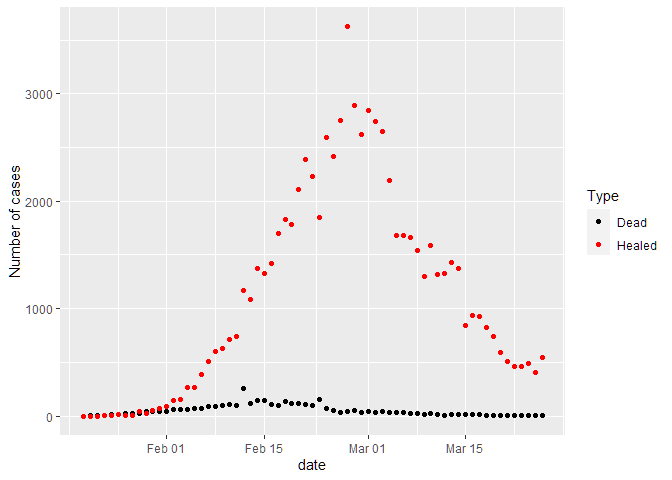 Number of cases
3000
2000
1000
0
Feb 01
Feb 15
Mar 01
Mar 15
date
Type
Dead
Healed